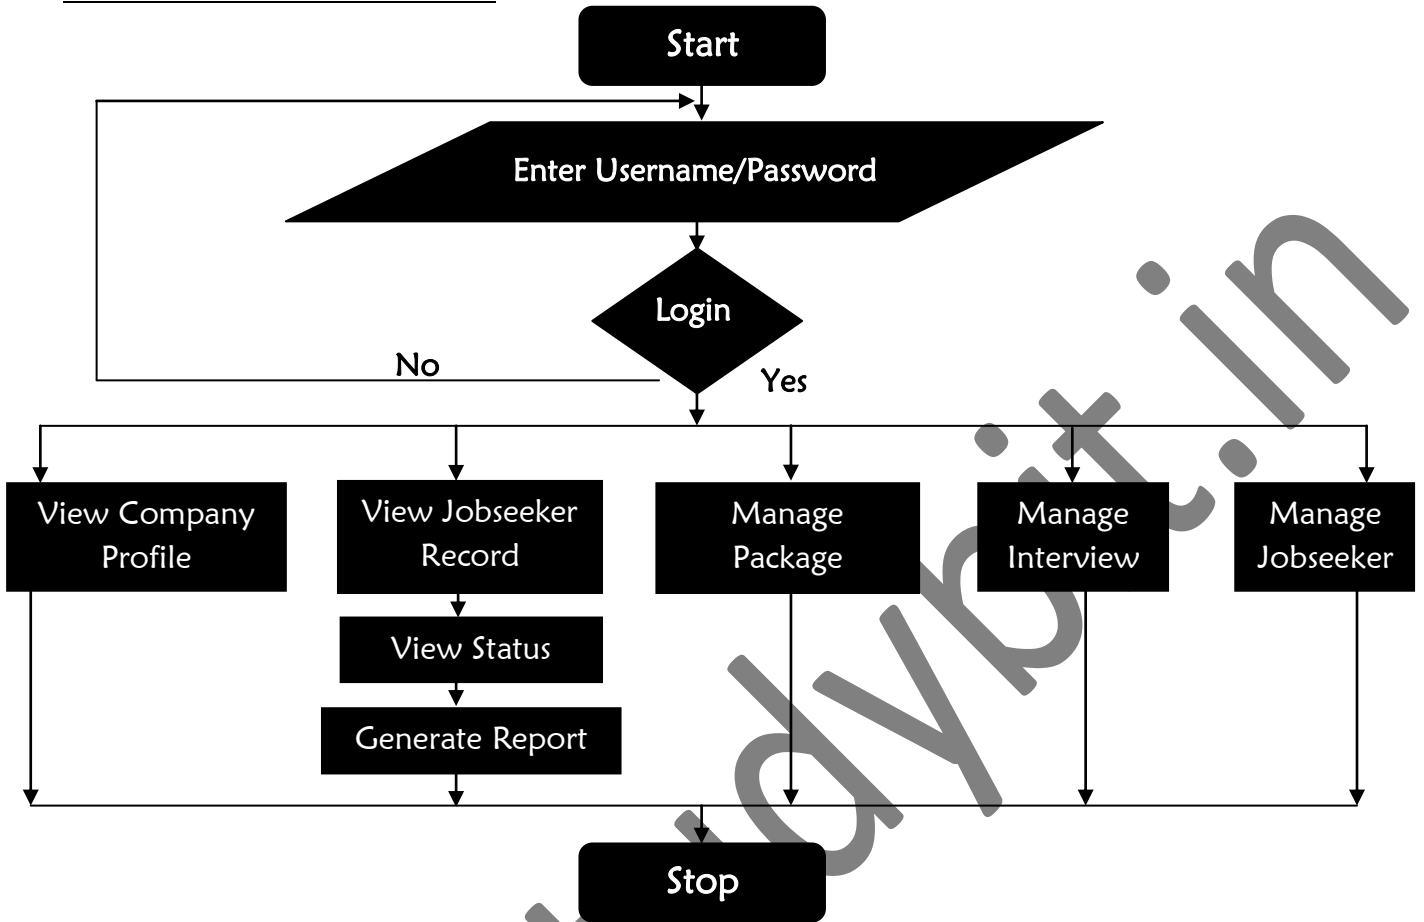 Start
Enter Username/Password
Login
No
Yes
View Company
Profile
View Jobseeker
Record
Manage
Package
Manage
Interview
Manage
Jobseeker
View Status
Generate Report
Stop